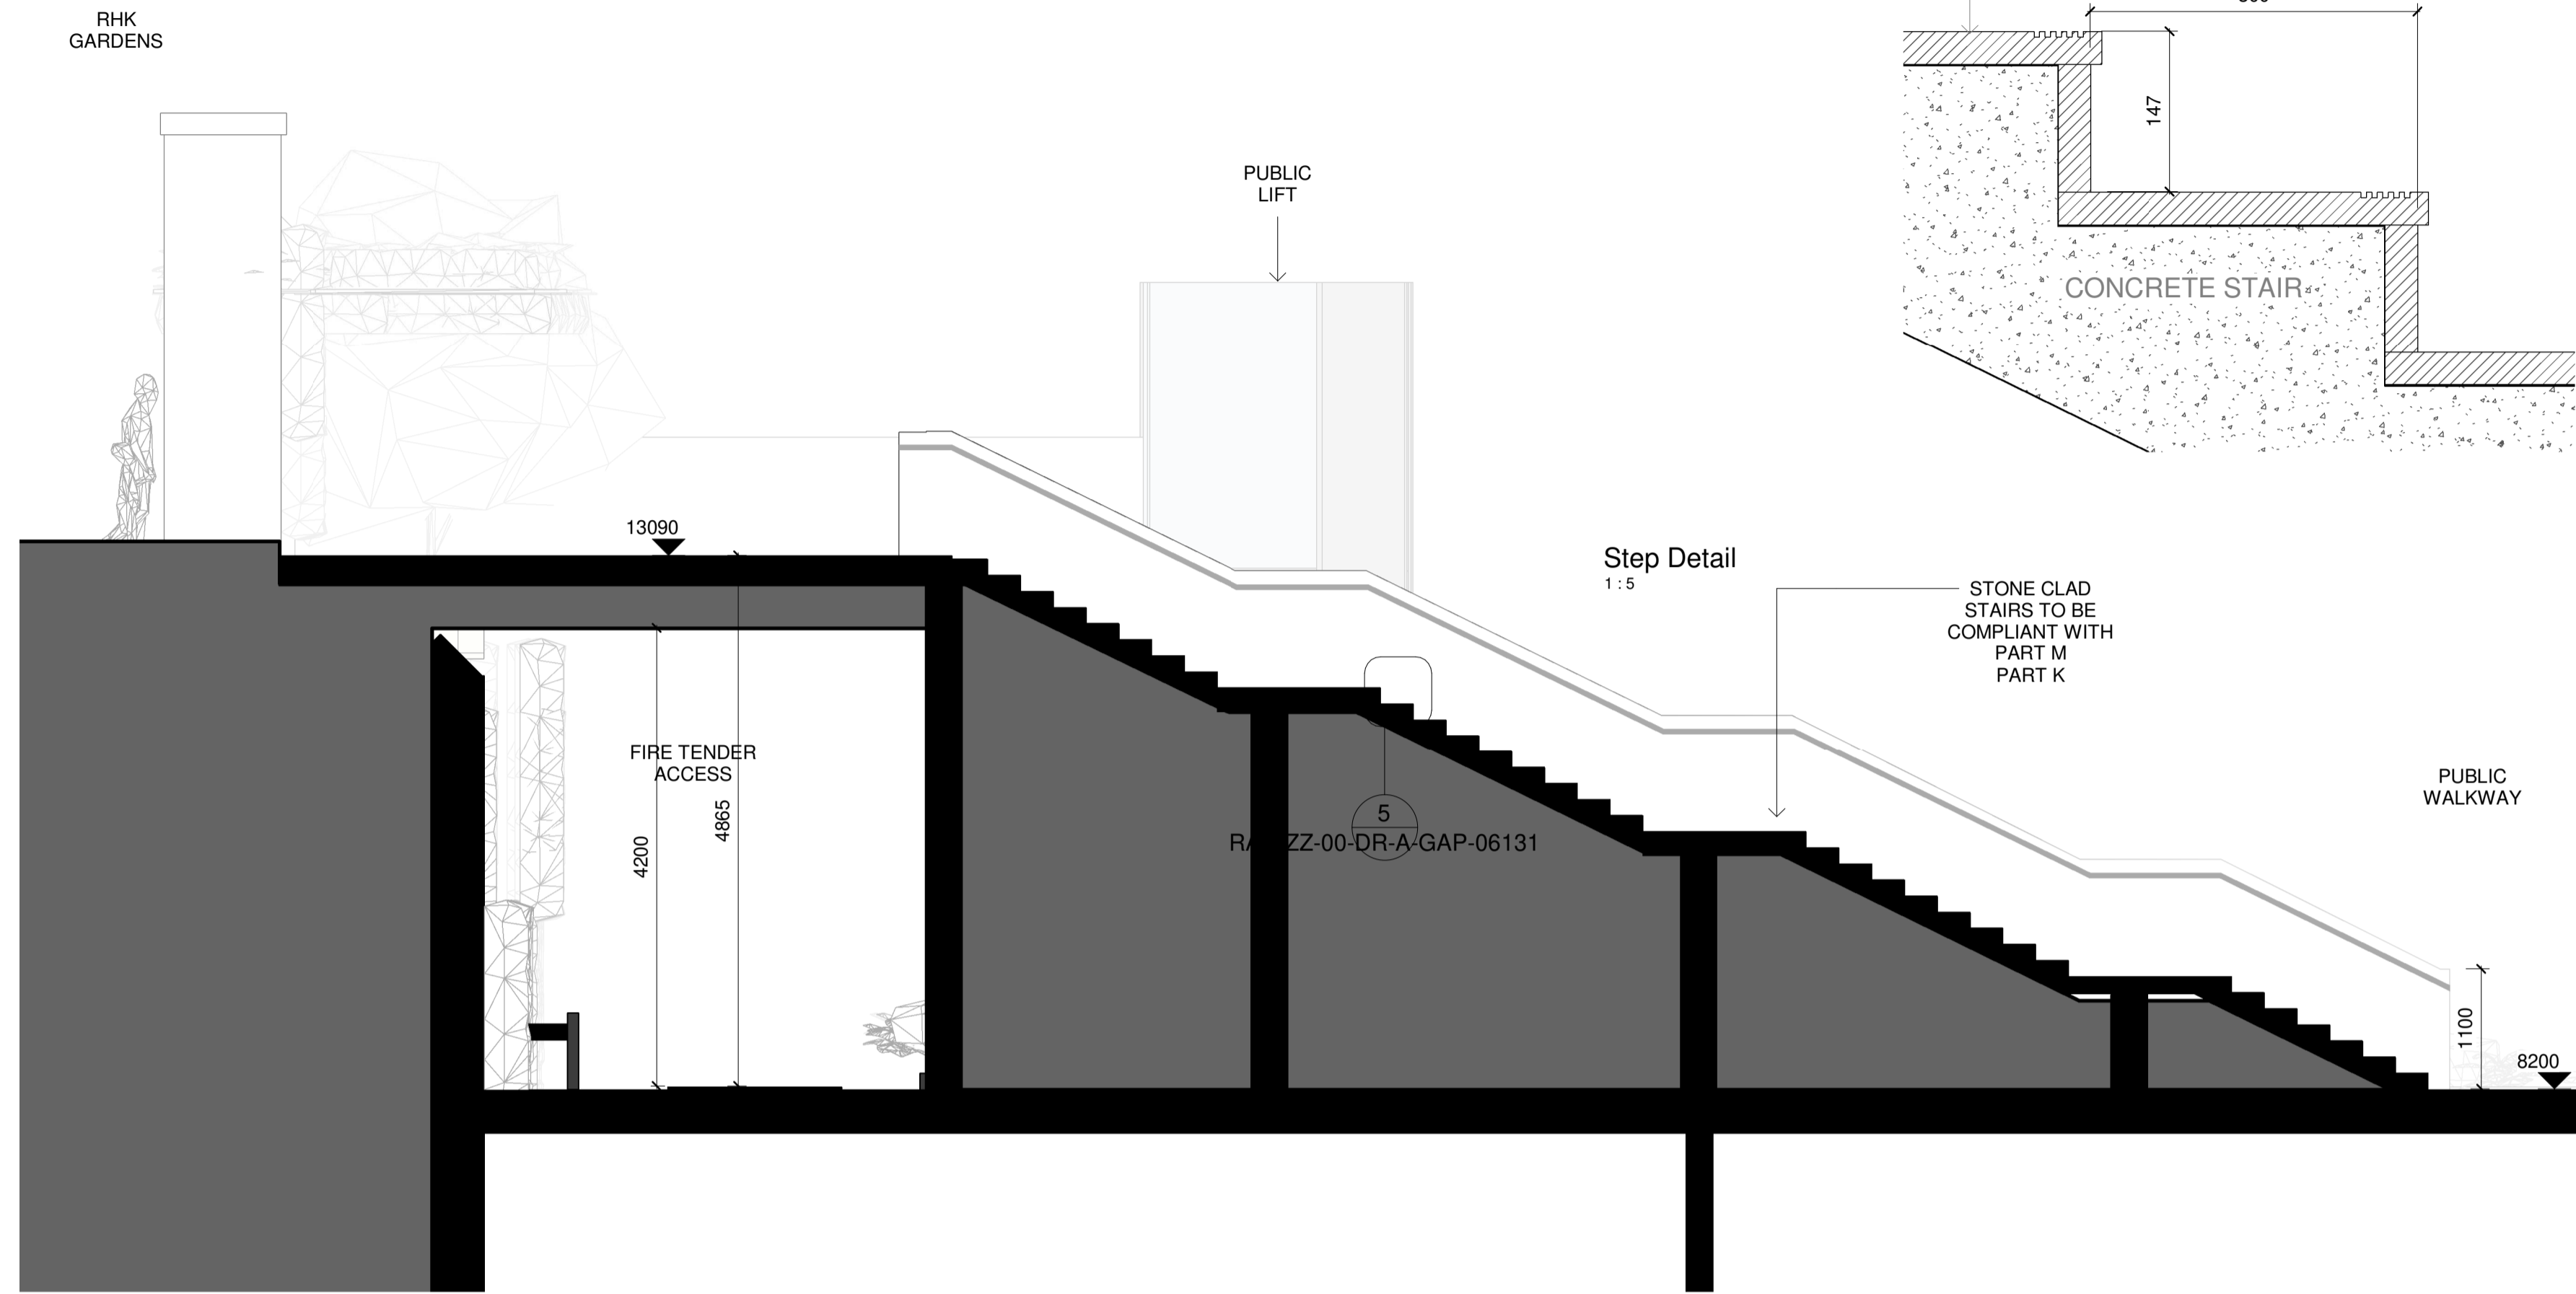 RHK
GARDENS
PUBLIC
LIFT
147
CONCRETE STAIR
13090
Step Detail
1 : 5
STONE CLAD
STAIRS TO BE
COMPLIANT WITH
PART M
PART K
FIRE TENDER
ACCESS
4200
4865
5
ZZ-00-DR-A-GAP-06131
PUBLIC
WALKWAY
1100
8200